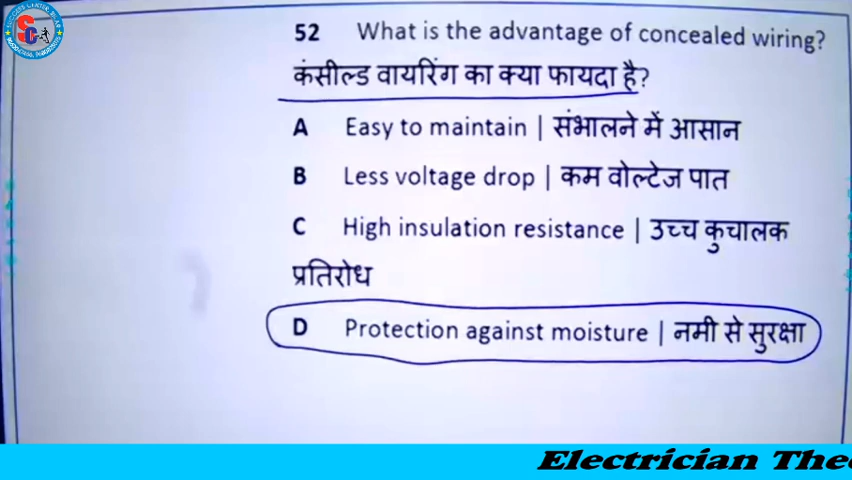 52 What is the advantage of concealed wiring?
कंसील्ड वायरिंग का क्या फायदा है?
A Easy to maintain | संभालने में आसान
B Less voltage drop | कम वोल्टेज पात
C High insulation resistance | उच्च कुचालक
प्रतिरोध
D Protection against moisture | नमी से सुरक्षा
Electrician The